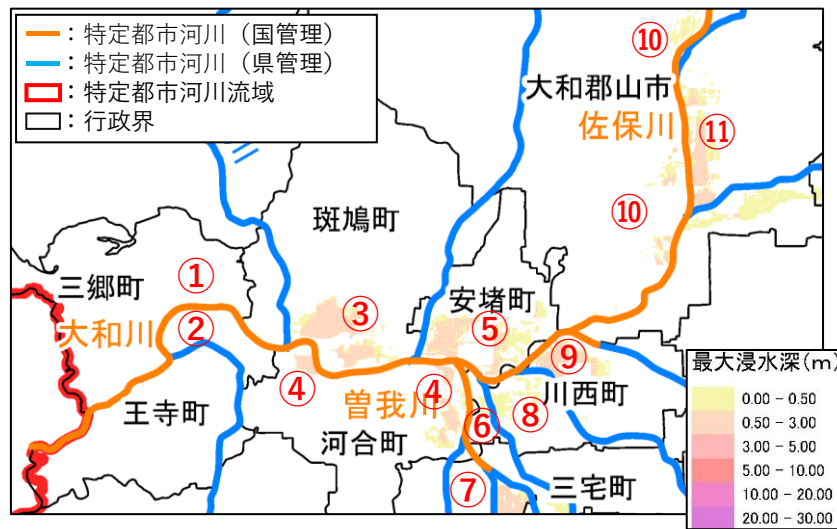 ：特定都市河川（国管理）
：特定都市河川（県管理）
：特定都市河川流域
：行政界
⑩
大和郡山市
佐保川
⑪
⑩
斑鳩町
三郷町
①
大和川
②
③
安堵町
⑤
④
王寺町
曽我川
④
河合町
⑥
⑧
⑨
川西町
⑦
三宅町
最大浸水深(m)
0.00 – 0.50
0.50 – 3.00
3.00 – 5.00
5.00 – 10.00
10.00 – 20.00
20.00 – 30.00